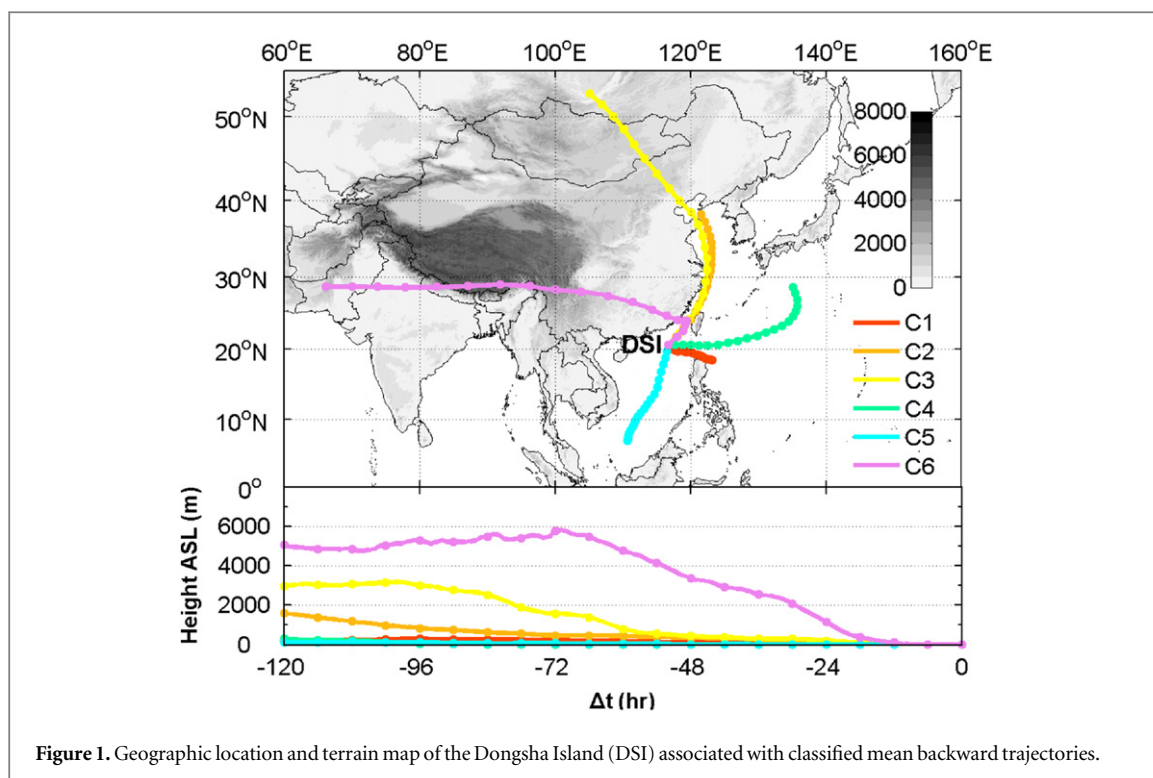 60°E 80°E 100°E 120°E 140°E 160°E
50°N
8000
6000
40°N
4000
2000
30°N
0
C1
DSI
C2
20°N
C3
C4
10°N
C5
C6
0°
Height ASL (m)
6000
4000
2000
0
-120 -96 -72 -48 -24 0
Δt (hr)
Figure 1. Geographic location and terrain map of the Dongsha Island (DSI) associated with classified mean backward trajectories.